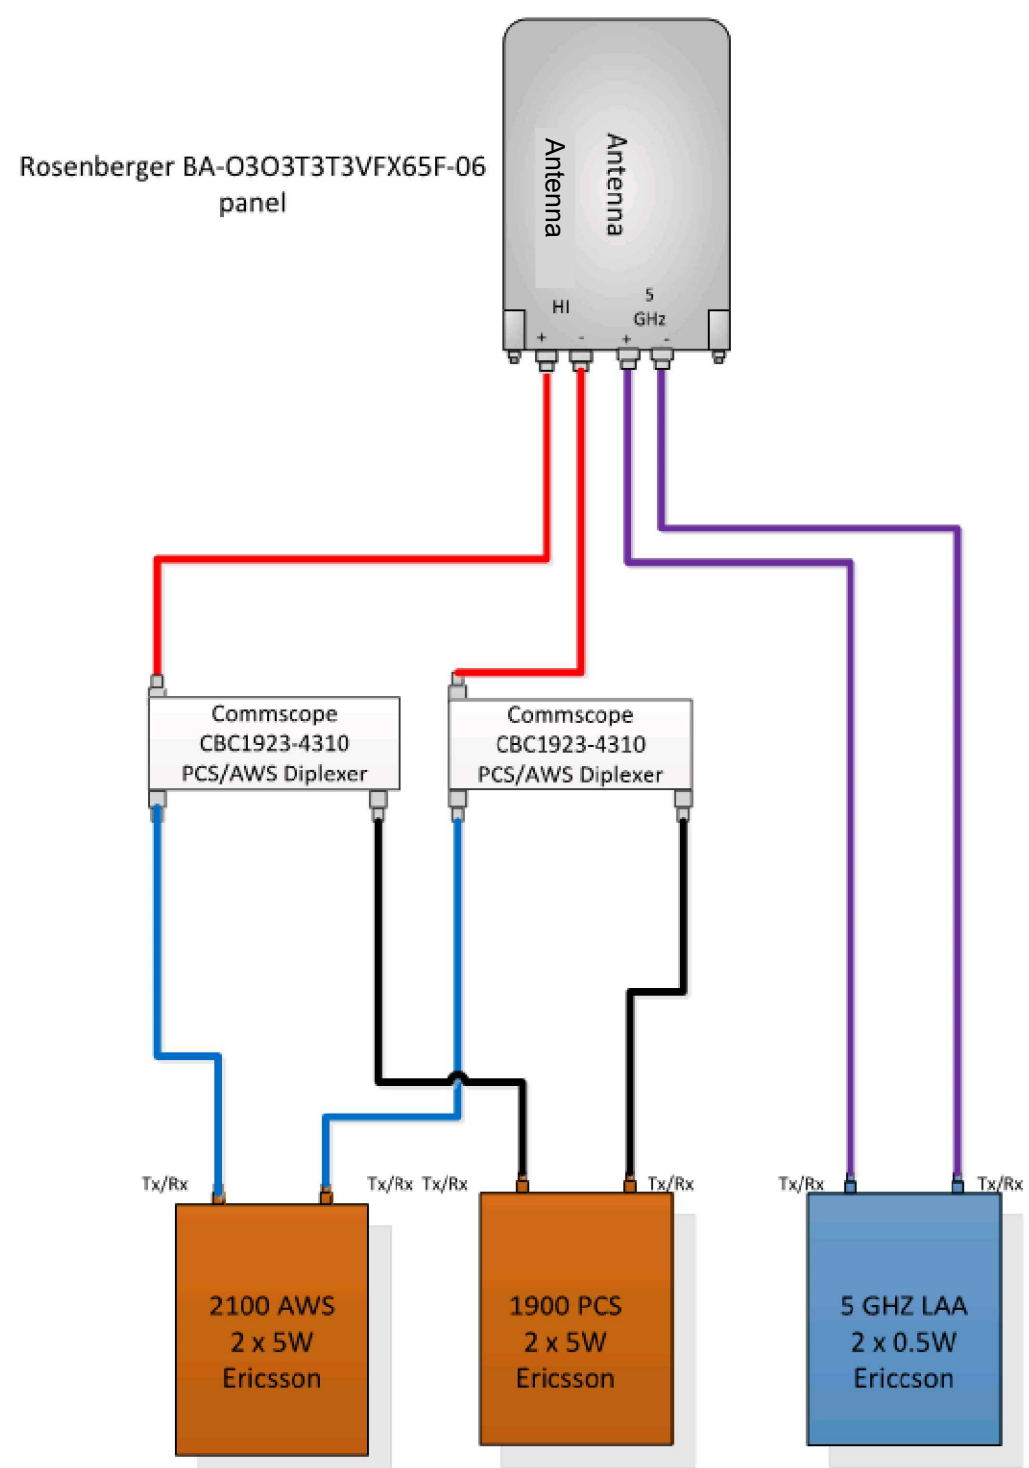 Rosenberger BA-O3O3T3T3VFX65F-06
panel
Antenna
Antenna
HI
5
GHz
+
-
+
-
Commscope
CBC1923-4310
PCS/AWS Diplexer
Commscope
CBC1923-4310
PCS/AWS Diplexer
Tx/Rx
Tx/Rx
Tx/Rx
Tx/Rx
Tx/Rx
Tx/Rx
2100 AWS
2 x 5W
Ericsson
1900 PCS
2 x 5W
Ericsson
5 GHZ LAA
2 x 0.5W
Ericcson